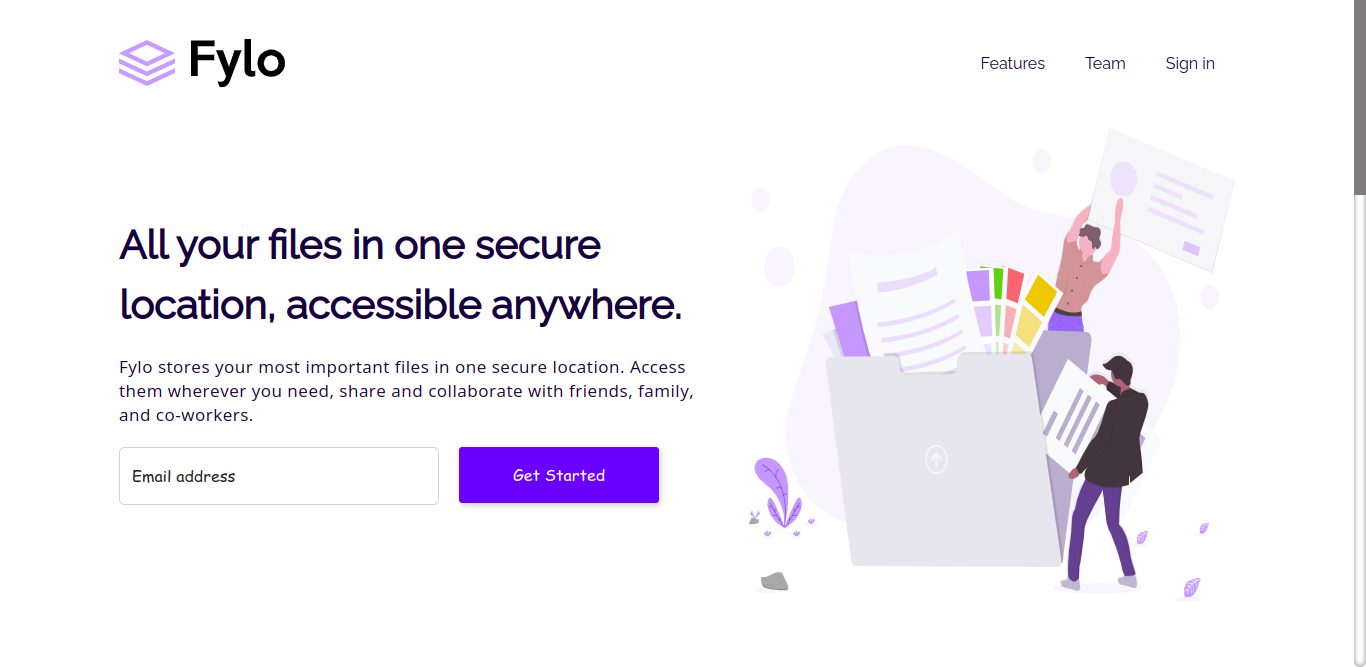 Fylo
Features
Team
Sign in
All your files in one secure
location, accessible anywhere.
Fylo stores your most important files in one secure location. Access
them wherever you need, share and collaborate with friends, family,
and co-workers.
Email address
Get Started